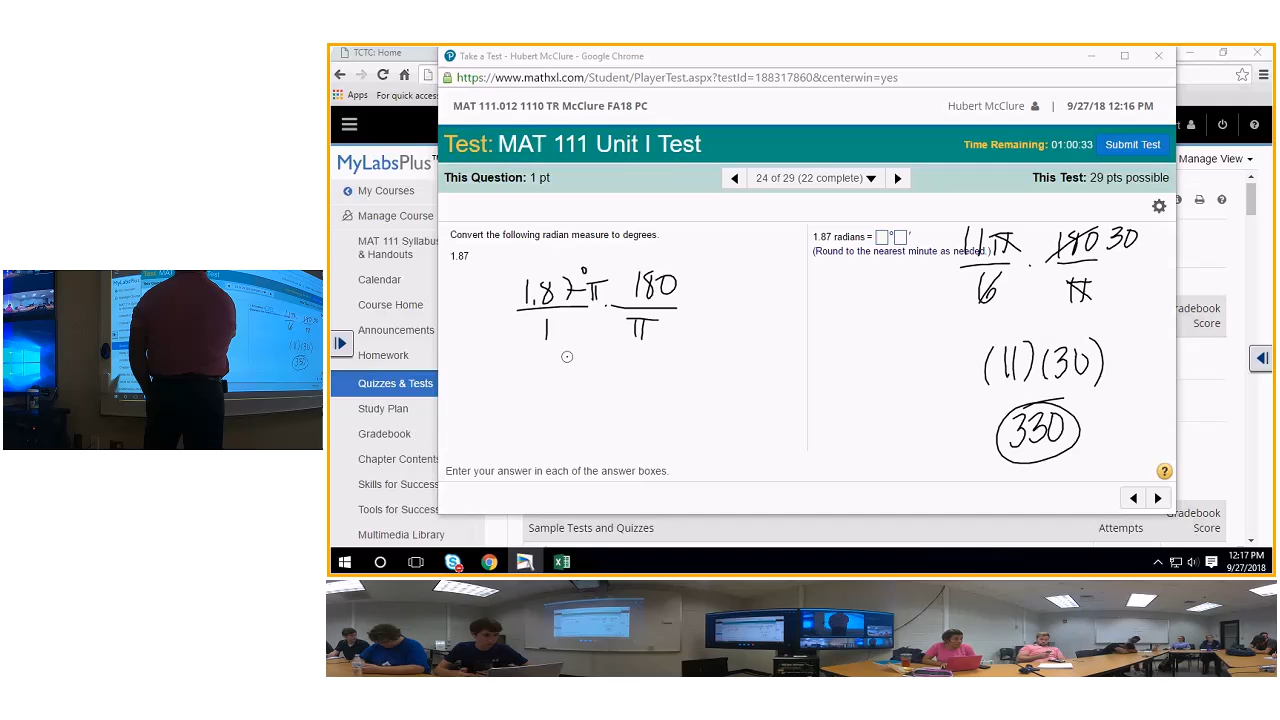 TCTC: Home
Take a Test - Hubert McClure - Google Chrome
https://www.mathxl.com/Student/PlayerTest.aspx?testId=188317860&centerwin=yes
Apps For quick access
MAT 111.012 1110 TR McClure FA18 PC
Hubert McClure 9/27/18 12:16 PM
Test: MAT 111 Unit I Test
Time Remaining: 01:00:33 Submit Test
Manage View
MyLabsPlus™
This Question: 1 pt
24 of 29 (22 complete)
This Test: 29 pts possible
My Courses
Manage Course
MAT 111 Syllabus
& Handouts
Calendar
Course Home
Announcements
Homework
Quizzes & Tests
Study Plan
Gradebook
Chapter Contents
Skills for Success
Tools for Success
Multimedia Library
Convert the following radian measure to degrees.
1.87
1.87 π · 180
1 π
1.87 radians = ° ′
(Round to the nearest minute as needed.)
11π · 180 30
6 π
(11)(30)
330
Enter your answer in each of the answer boxes.
Gradebook
Score
Gradebook
Sample Tests and Quizzes Attempts Score
12:17 PM
9/27/2018